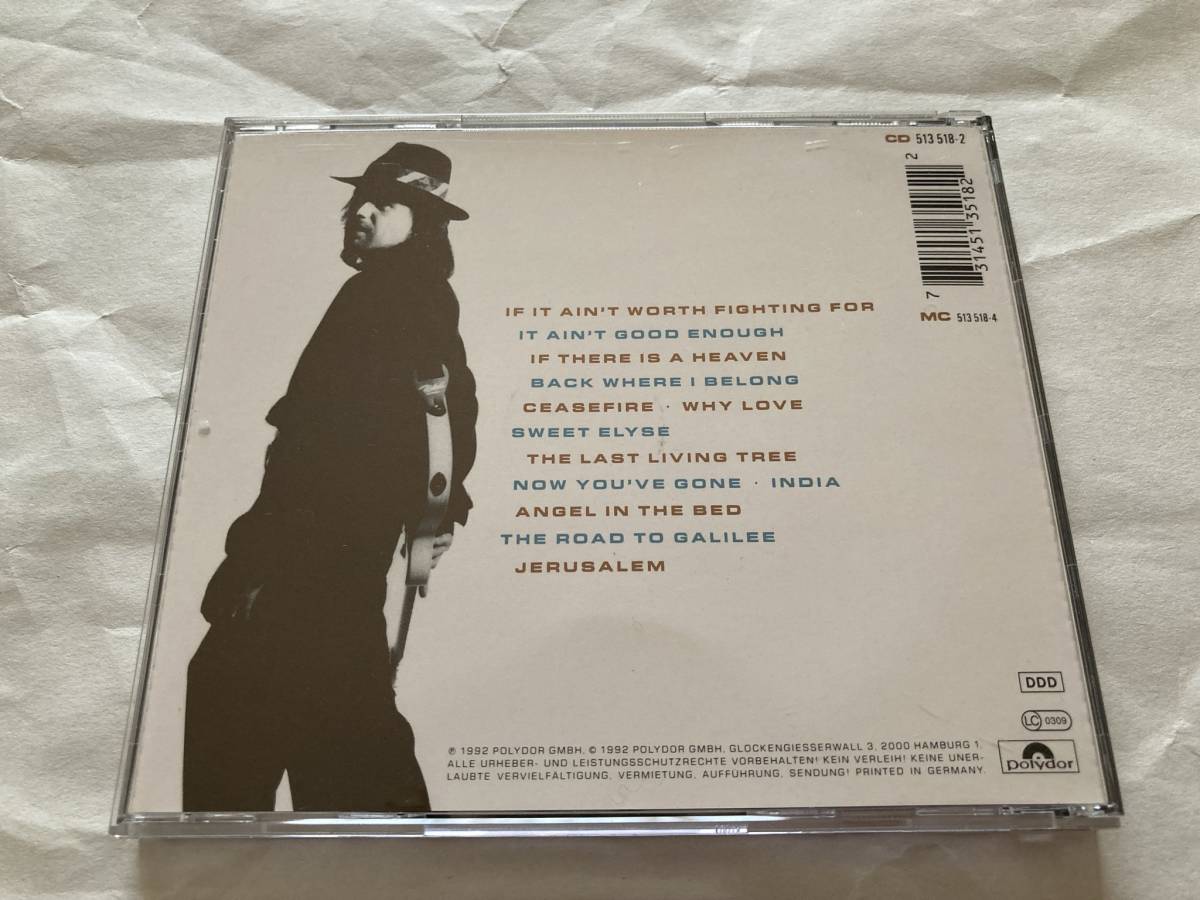 CD 513 518-2
7 31451 35182 2
MC 513 518-4
IF IT AIN'T WORTH FIGHTING FOR
IT AIN'T GOOD ENOUGH
IF THERE IS A HEAVEN
BACK WHERE I BELONG
CEASEFIRE · WHY LOVE
SWEET ELYSE
THE LAST LIVING TREE
NOW YOU'VE GONE · INDIA
ANGEL IN THE BED
THE ROAD TO GALILEE
JERUSALEM
DDD
LC 0309
polydor
℗ 1992 POLYDOR GMBH, © 1992 POLYDOR GMBH, GLOCKENGIESSERWALL 3, 2000 HAMBURG 1.
ALLE URHEBER- UND LEISTUNGSSCHUTZRECHTE VORBEHALTEN! KEIN VERLEIH! KEINE UNER-
LAUBTE VERVIELFÄLTIGUNG, VERMIETUNG, AUFFÜHRUNG, SENDUNG! PRINTED IN GERMANY.